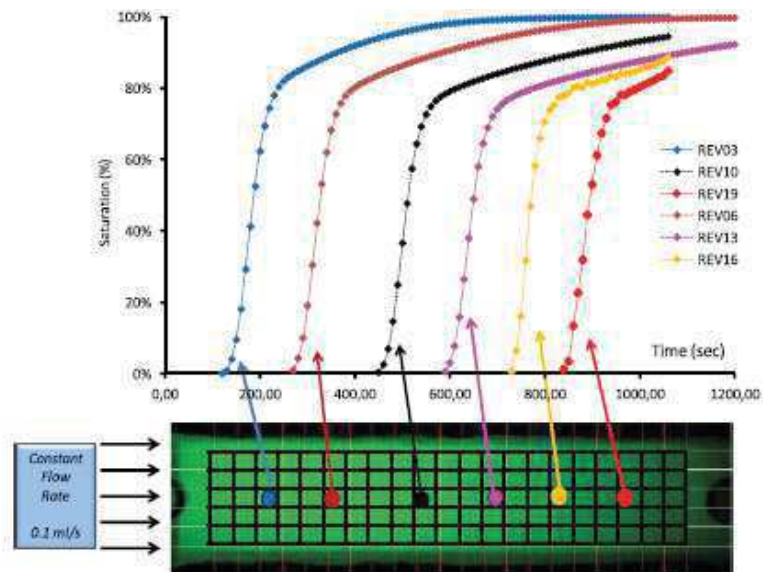 100%
80%
60%
40%
20%
0%
Saturation (%)
REV03
REV10
REV19
REV06
REV13
REV16
Time (sec)
0,00 200,00 400,00 600,00 800,00 1000,00 1200,00
Constant
Flow
Rate
0.1 ml/s